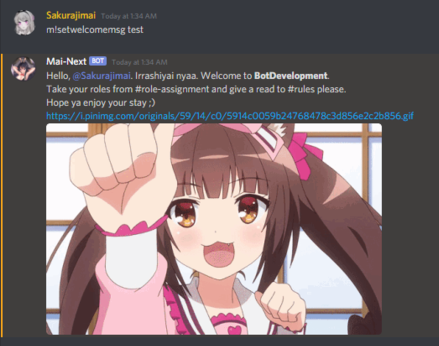 Sakurajimai Today at 1:34 AM
m!setwelcomemsg test
Mai-Next BOT Today at 1:34 AM
Hello, @Sakurajimai. Irrashiyai nyaa. Welcome to BotDevelopment.
Take your roles from #role-assignment and give a read to #rules please.
Hope ya enjoy your stay ;)
https://i.pinimg.com/originals/59/14/c0/5914c0059b24768478c3d856e2c2b856.gif